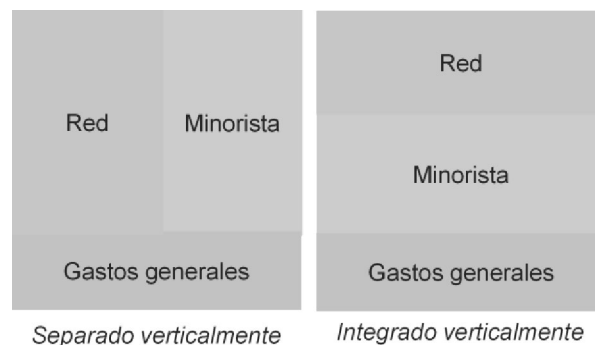 Red
Minorista
Gastos generales
Separado verticalmente
Red
Minorista
Gastos generales
Integrado verticalmente